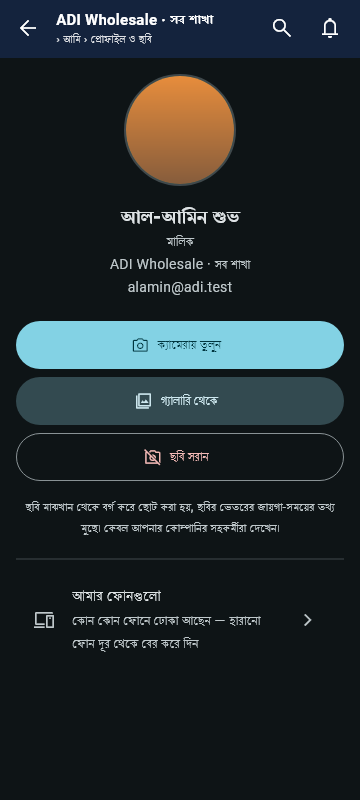 ADI Wholesale · সব শাখা
› আমি › প্রোফাইল ও ছবি
আল-আমিন শুভ
মালিক
ADI Wholesale · সব শাখা
alamin@adi.test
ক্যামেরায় তুলুন
গ্যালারি থেকে
ছবি সরান
ছবি মাঝখান থেকে বর্গ করে ছোট করা হয়, ছবির ভেতরের জায়গা-সময়ের তথ্য
মুছে। কেবল আপনার কোম্পানির সহকর্মীরা দেখেন।
আমার ফোনগুলো
কোন কোন ফোনে ঢোকা আছেন — হারানো
ফোন দূর থেকে বের করে দিন